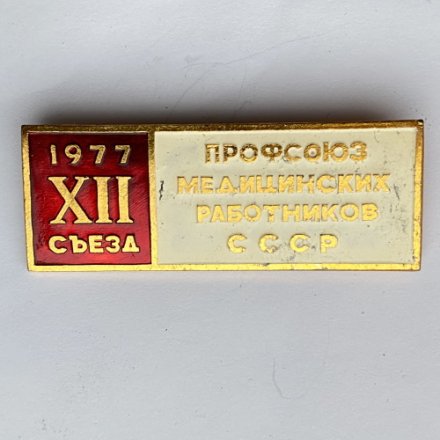 1977
XII
СЪЕЗД
ПРОФСОЮЗ
МЕДИЦИНСКИХ
РАБОТНИКОВ
СССР